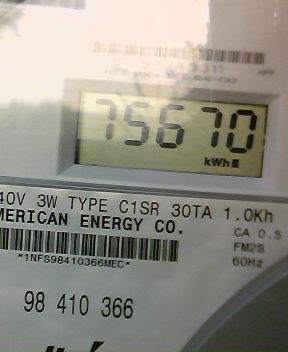 75670
kWh
40V 3W TYPE C1SR 30TA 1.0Kh
MERICAN ENERGY CO.
CA 0.5
FM2S
*1NFS98410366MEC*
60Hz
98 410 366